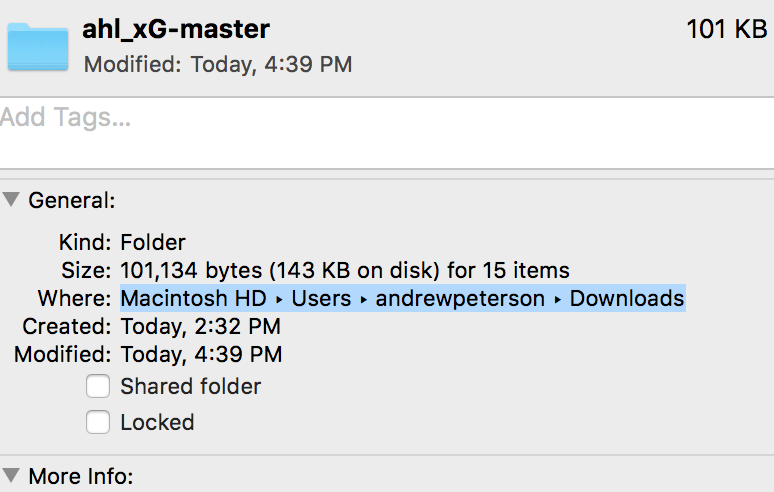 ahl_xG-master 101 KB
Modified: Today, 4:39 PM
Add Tags...
General:
Kind: Folder
Size: 101,134 bytes (143 KB on disk) for 15 items
Where: Macintosh HD ▸ Users ▸ andrewpeterson ▸ Downloads
Created: Today, 2:32 PM
Modified: Today, 4:39 PM
Shared folder
Locked
More Info: